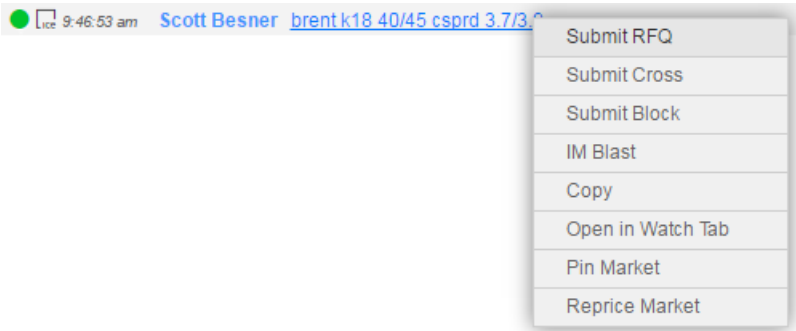 ice 9:46:53 am Scott Besner brent k18 40/45 csprd 3.7/3.
Submit RFQ
Submit Cross
Submit Block
IM Blast
Copy
Open in Watch Tab
Pin Market
Reprice Market